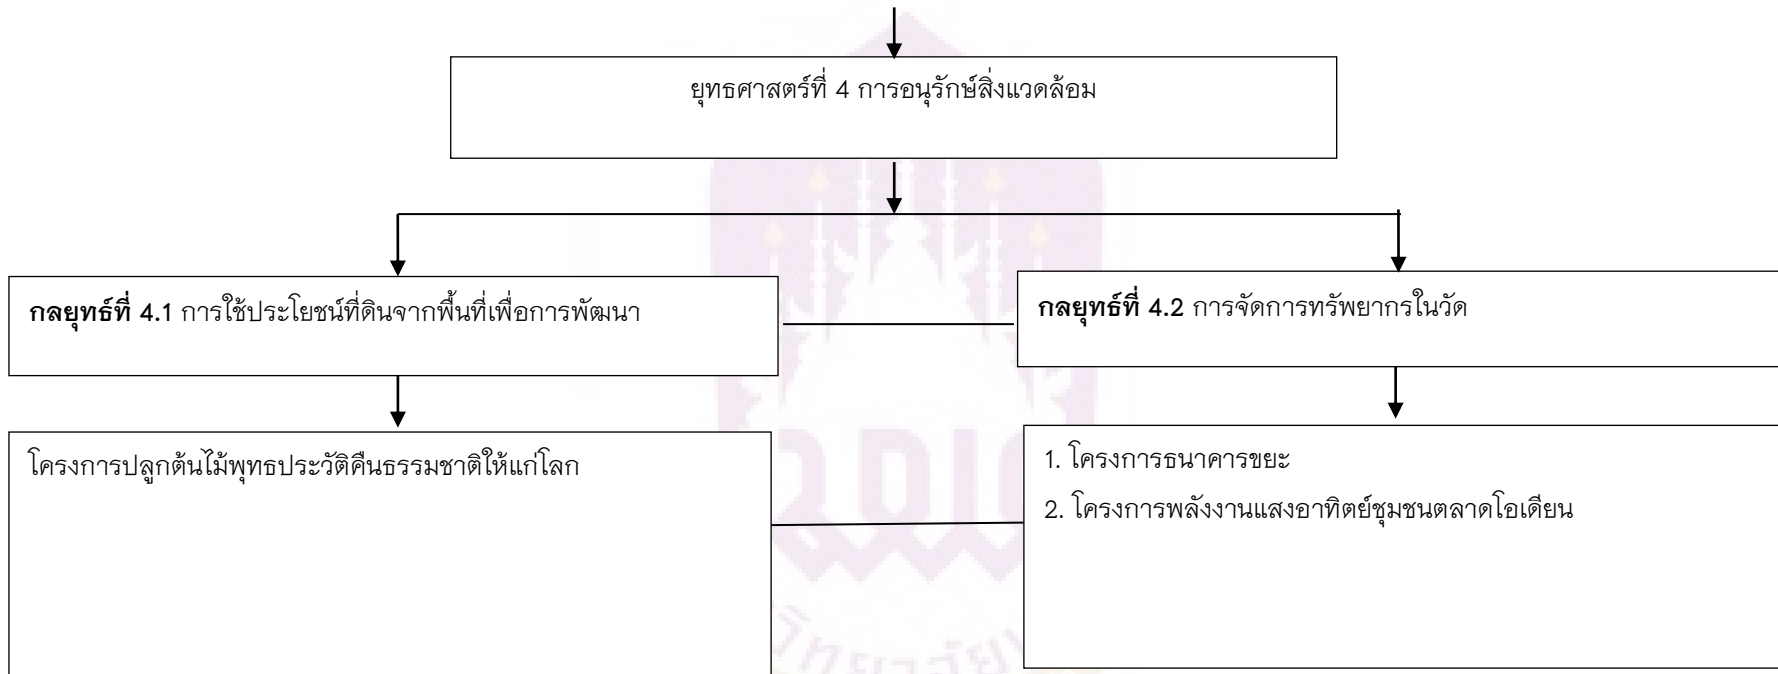 ยุทธศาสตร์ที่ 4 การอนุรักษ์สิ่งแวดล้อม
กลยุทธ์ที่ 4.1 การใช้ประโยชน์ที่ดินจากพื้นที่เพื่อการพัฒนา
กลยุทธ์ที่ 4.2 การจัดการทรัพยากรในวัด
โครงการปลูกต้นไม้พุทธประวัติคืนธรรมชาติให้แก่โลก
1. โครงการธนาคารขยะ
2. โครงการพลังงานแสงอาทิตย์ชุมชนตลาดโอเดียน